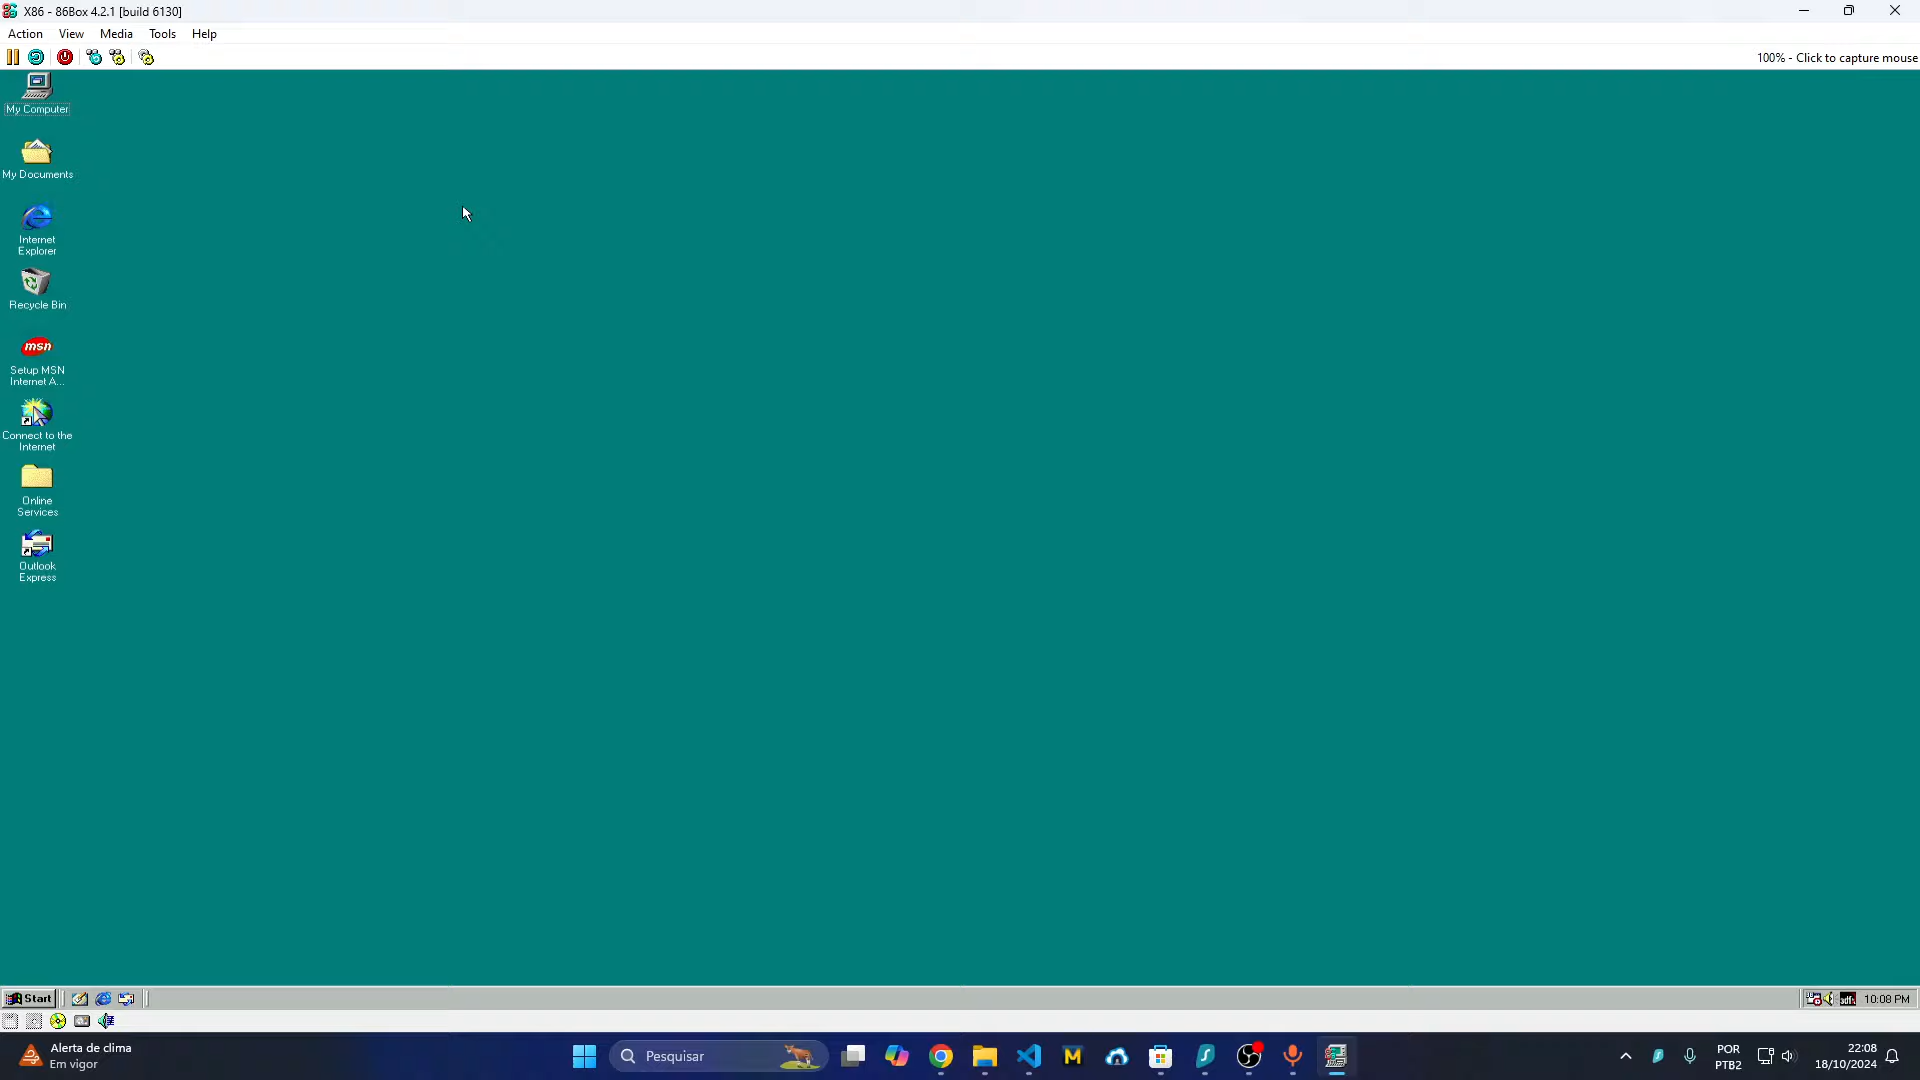 X86 - 86Box 4.2.1 [build 6130]
Action View Media Tools Help
100% - Click to capture mouse
My Computer
My Documents
Internet
Explorer
Recycle Bin
msn
Setup MSN
Internet A...
Connect to the
Internet
Online
Services
Outlook
Express
Start
10:08 PM
Alerta de clima
Em vigor
Pesquisar
POR
PTB2
22:08
18/10/2024